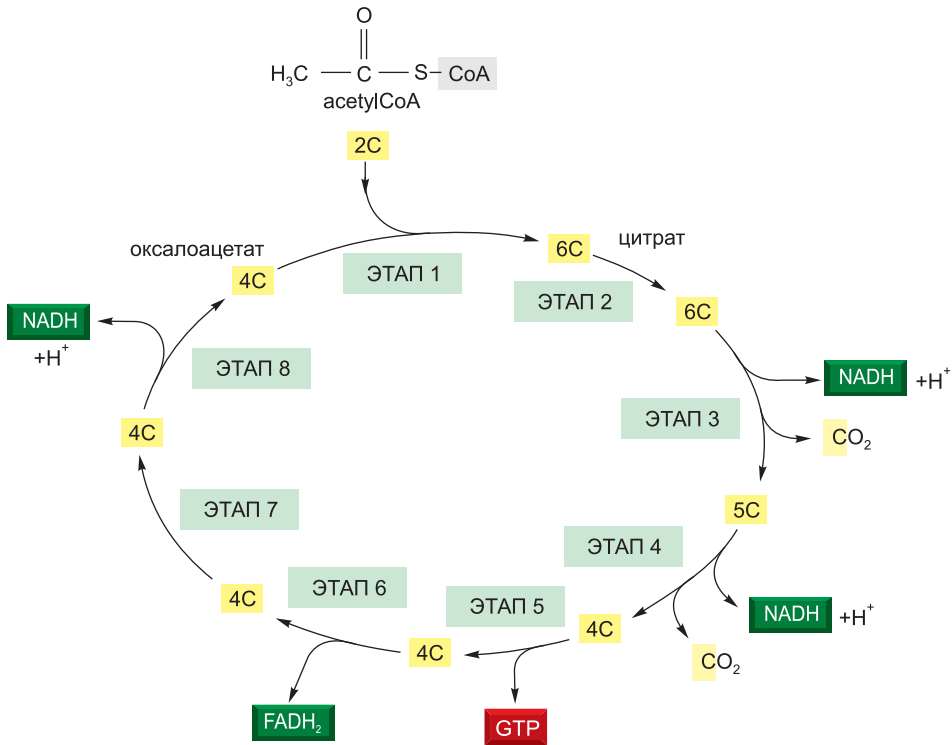 O
H₃C C S CoA
acetylCoA
2C
оксалоацетат
4C
ЭТАП 1
6C
цитрат
ЭТАП 2
6C
NADH
+H⁺
ЭТАП 8
NADH +H⁺
ЭТАП 3
CO₂
4C
5C
ЭТАП 7
ЭТАП 4
4C
ЭТАП 6
ЭТАП 5
4C
NADH +H⁺
4C
CO₂
FADH₂
GTP